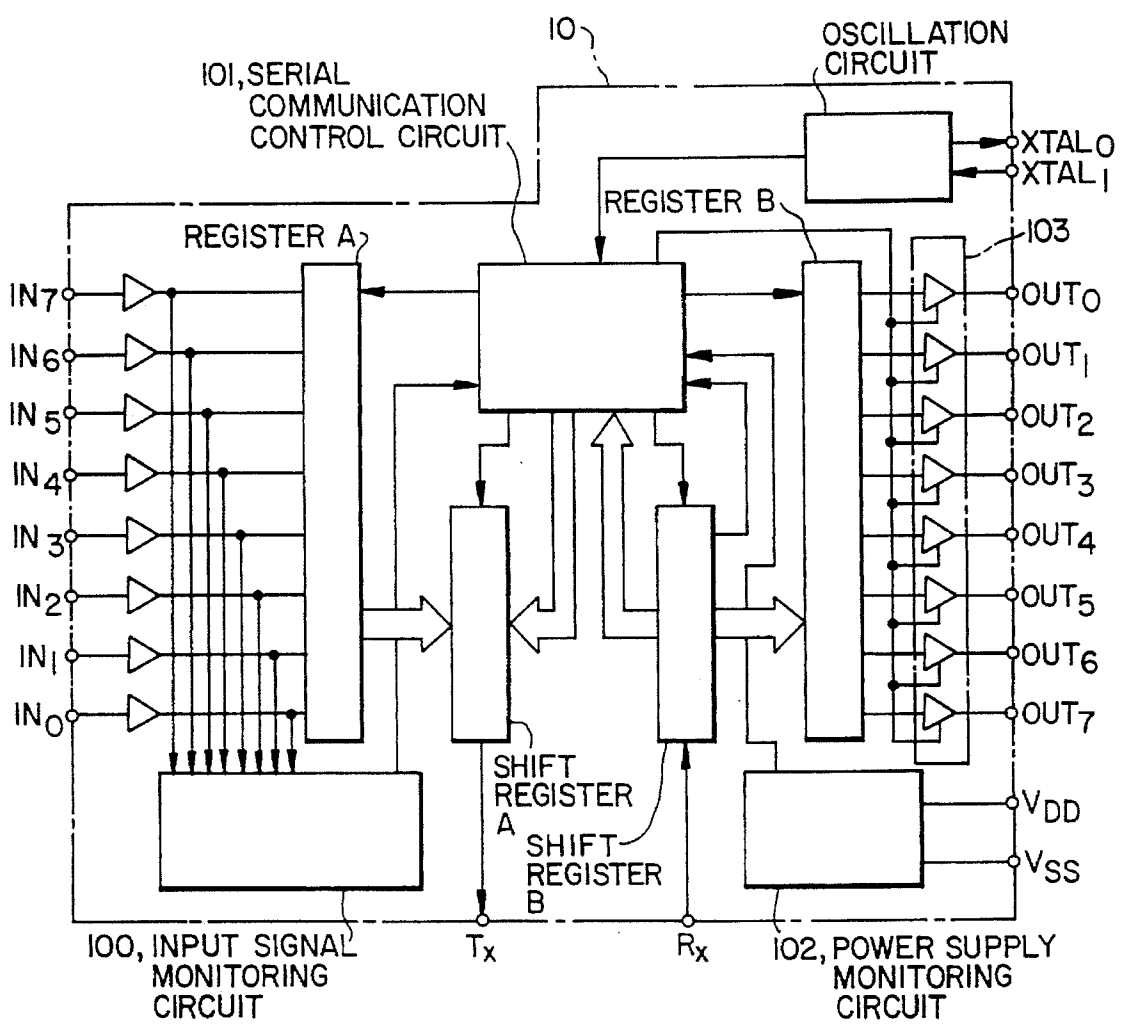 10
OSCILLATION
CIRCUIT
101, SERIAL
COMMUNICATION
CONTROL CIRCUIT
XTAL0
XTAL1
REGISTER A
REGISTER B
103
IN7
IN6
IN5
IN4
IN3
IN2
IN1
IN0
OUT0
OUT1
OUT2
OUT3
OUT4
OUT5
OUT6
OUT7
SHIFT
REGISTER
A
SHIFT
REGISTER
B
VDD
VSS
100, INPUT SIGNAL
MONITORING
CIRCUIT
TX
RX
102, POWER SUPPLY
MONITORING
CIRCUIT